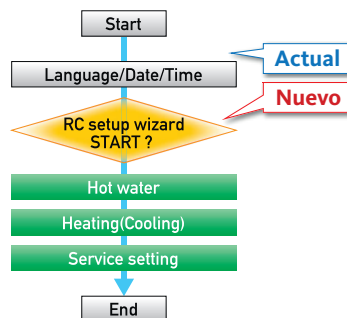 Start
Actual
Language/Date/Time
Nuevo
RC setup wizard
START ?
Hot water
Heating(Cooling)
Service setting
End